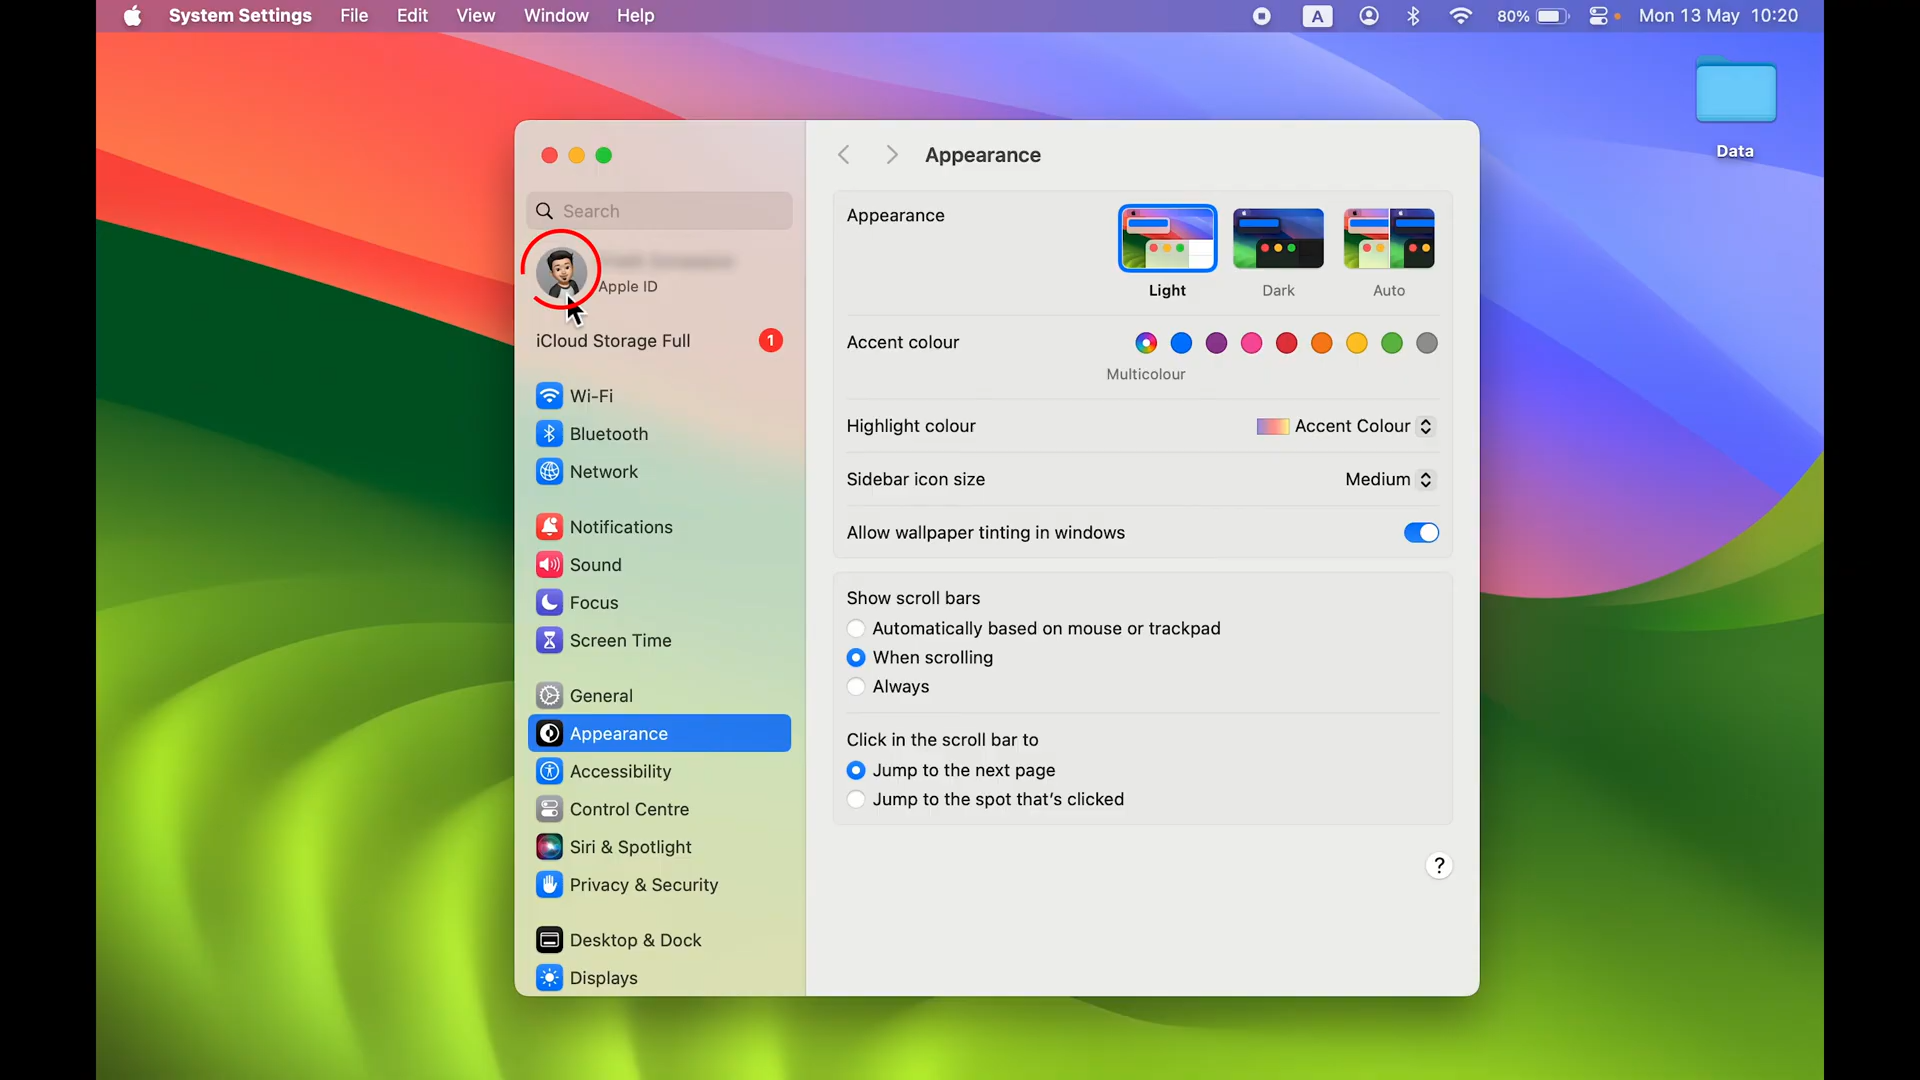 System Settings File Edit View Window Help A 80% Mon 13 May 10:20
Data
Search
Apple ID
iCloud Storage Full 1
Wi-Fi
Bluetooth
Network
Notifications
Sound
Focus
Screen Time
General
Appearance
Accessibility
Control Centre
Siri & Spotlight
Privacy & Security
Desktop & Dock
Displays
Appearance
Appearance
Light Dark Auto
Accent colour
Multicolour
Highlight colour Accent Colour
Sidebar icon size Medium
Allow wallpaper tinting in windows
Show scroll bars
Automatically based on mouse or trackpad
When scrolling
Always
Click in the scroll bar to
Jump to the next page
Jump to the spot that's clicked
?